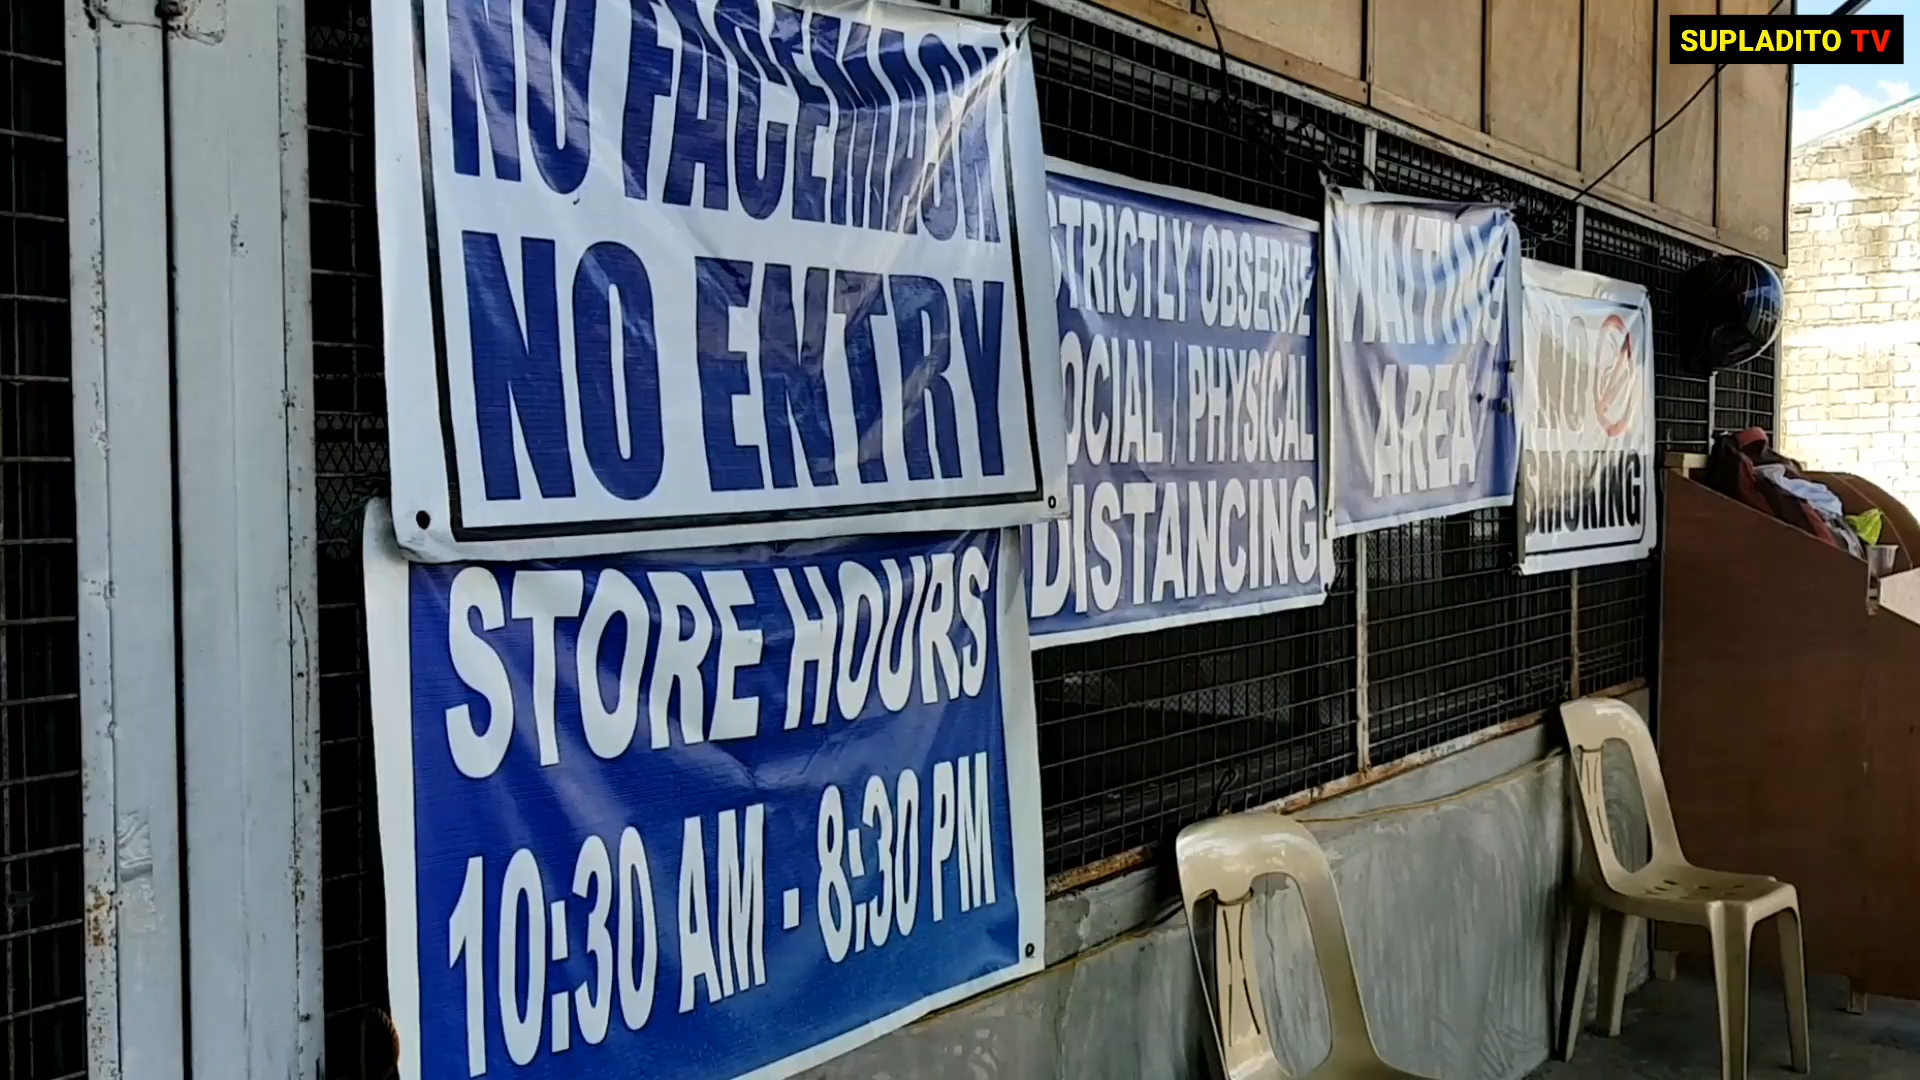 SUPLADITO TV
NO FACEMASK
NO ENTRY
STORE HOURS
10:30 AM - 8:30 PM
STRICTLY OBSERVE
SOCIAL / PHYSICAL
DISTANCING
WAITING
AREA
NO
SMOKING